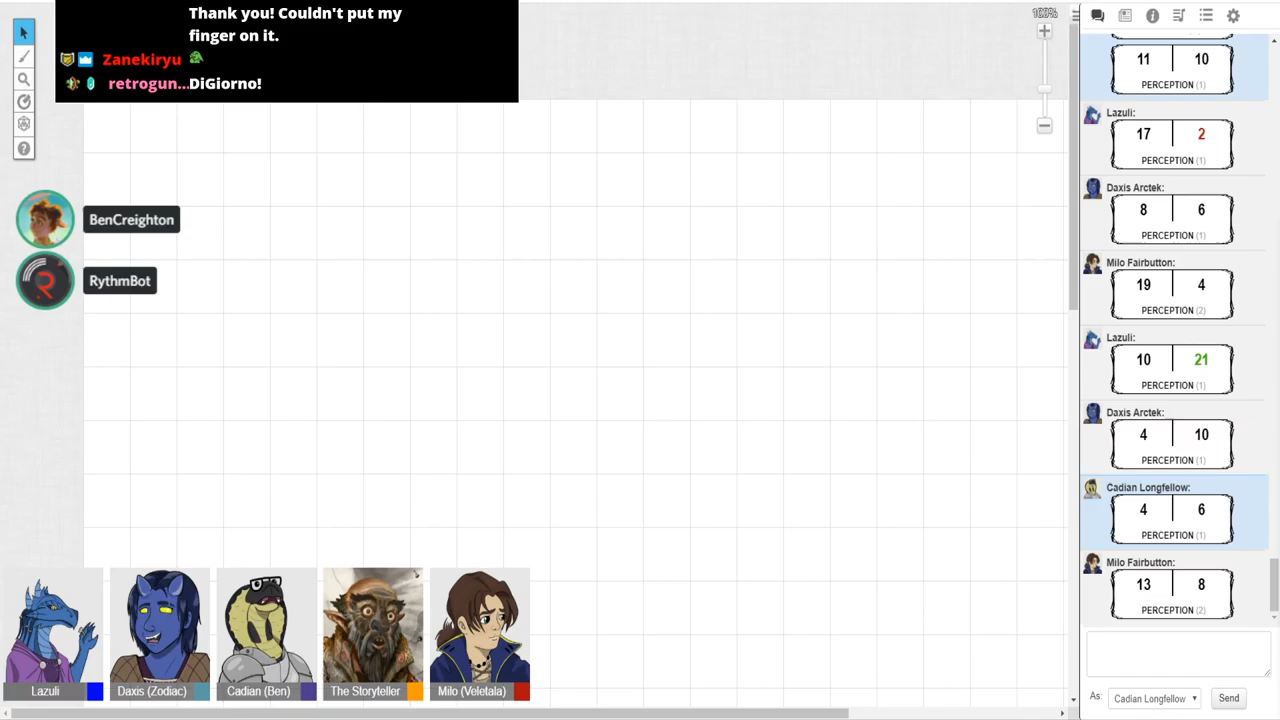 Thank you! Couldn't put my
finger on it.
Zanekiryu
retrogun...DiGiorno!
100%
BenCreighton
RythmBot
Lazuli
Daxis (Zodiac)
Cadian (Ben)
The Storyteller
Milo (Veletala)
11 10
PERCEPTION (1)
Lazuli:
17 2
PERCEPTION (1)
Daxis Arctek:
8 6
PERCEPTION (1)
Milo Fairbutton:
19 4
PERCEPTION (2)
Lazuli:
10 21
PERCEPTION (1)
Daxis Arctek:
4 10
PERCEPTION (1)
Cadian Longfellow:
4 6
PERCEPTION (1)
Milo Fairbutton:
13 8
PERCEPTION (2)
As: Cadian Longfellow Send